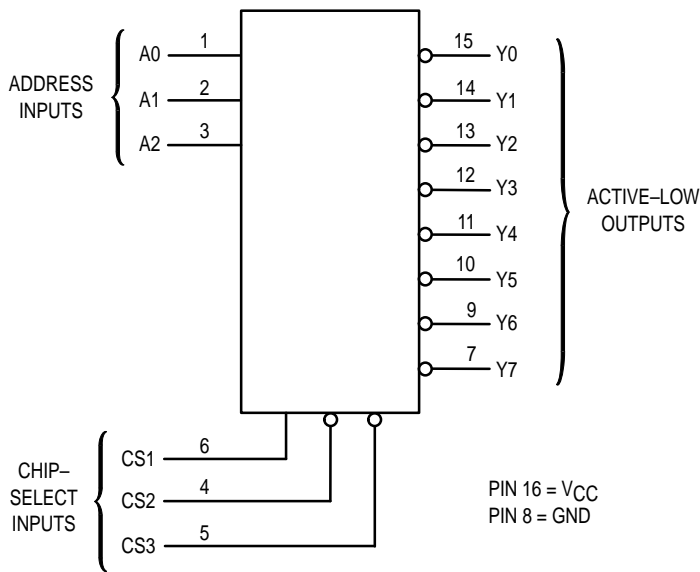 ADDRESS
INPUTS
A0 1
A1 2
A2 3
15 Y0
14 Y1
13 Y2
12 Y3
11 Y4
10 Y5
9 Y6
7 Y7
ACTIVE–LOW
OUTPUTS
CHIP–
SELECT
INPUTS
CS1 6
CS2 4
CS3 5
PIN 16 = VCC
PIN 8 = GND